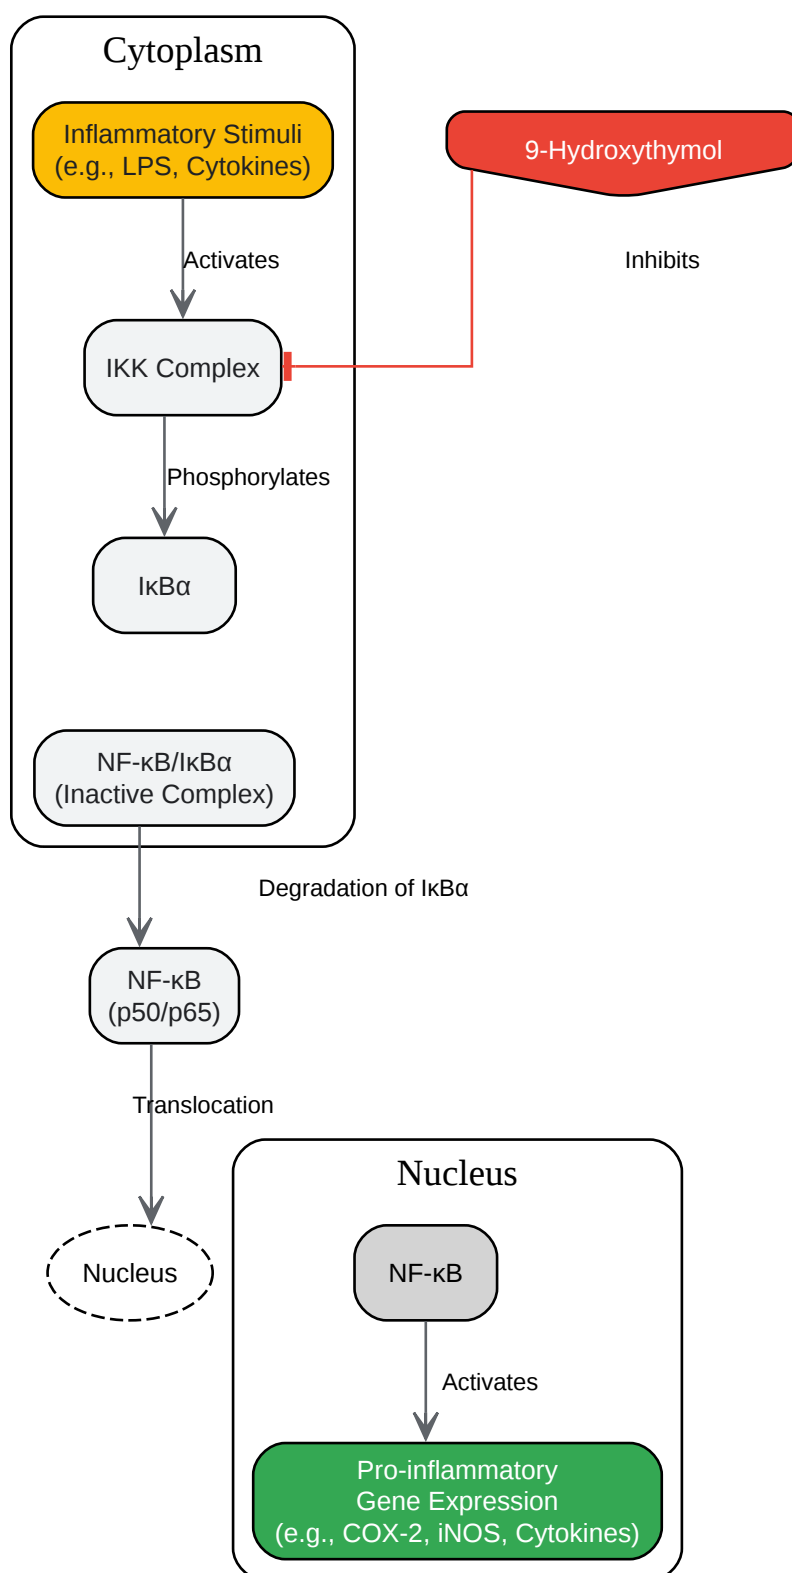 Cytoplasm
Inflammatory Stimuli
(e.g., LPS, Cytokines)
9-Hydroxythymol
Activates
Inhibits
IKK Complex
Phosphorylates
IκBα
NF-κB/IκBα
(Inactive Complex)
Degradation of IκBα
NF-κB
(p50/p65)
Translocation
Nucleus
Nucleus
NF-κB
Activates
Pro-inflammatory
Gene Expression
(e.g., COX-2, iNOS, Cytokines)